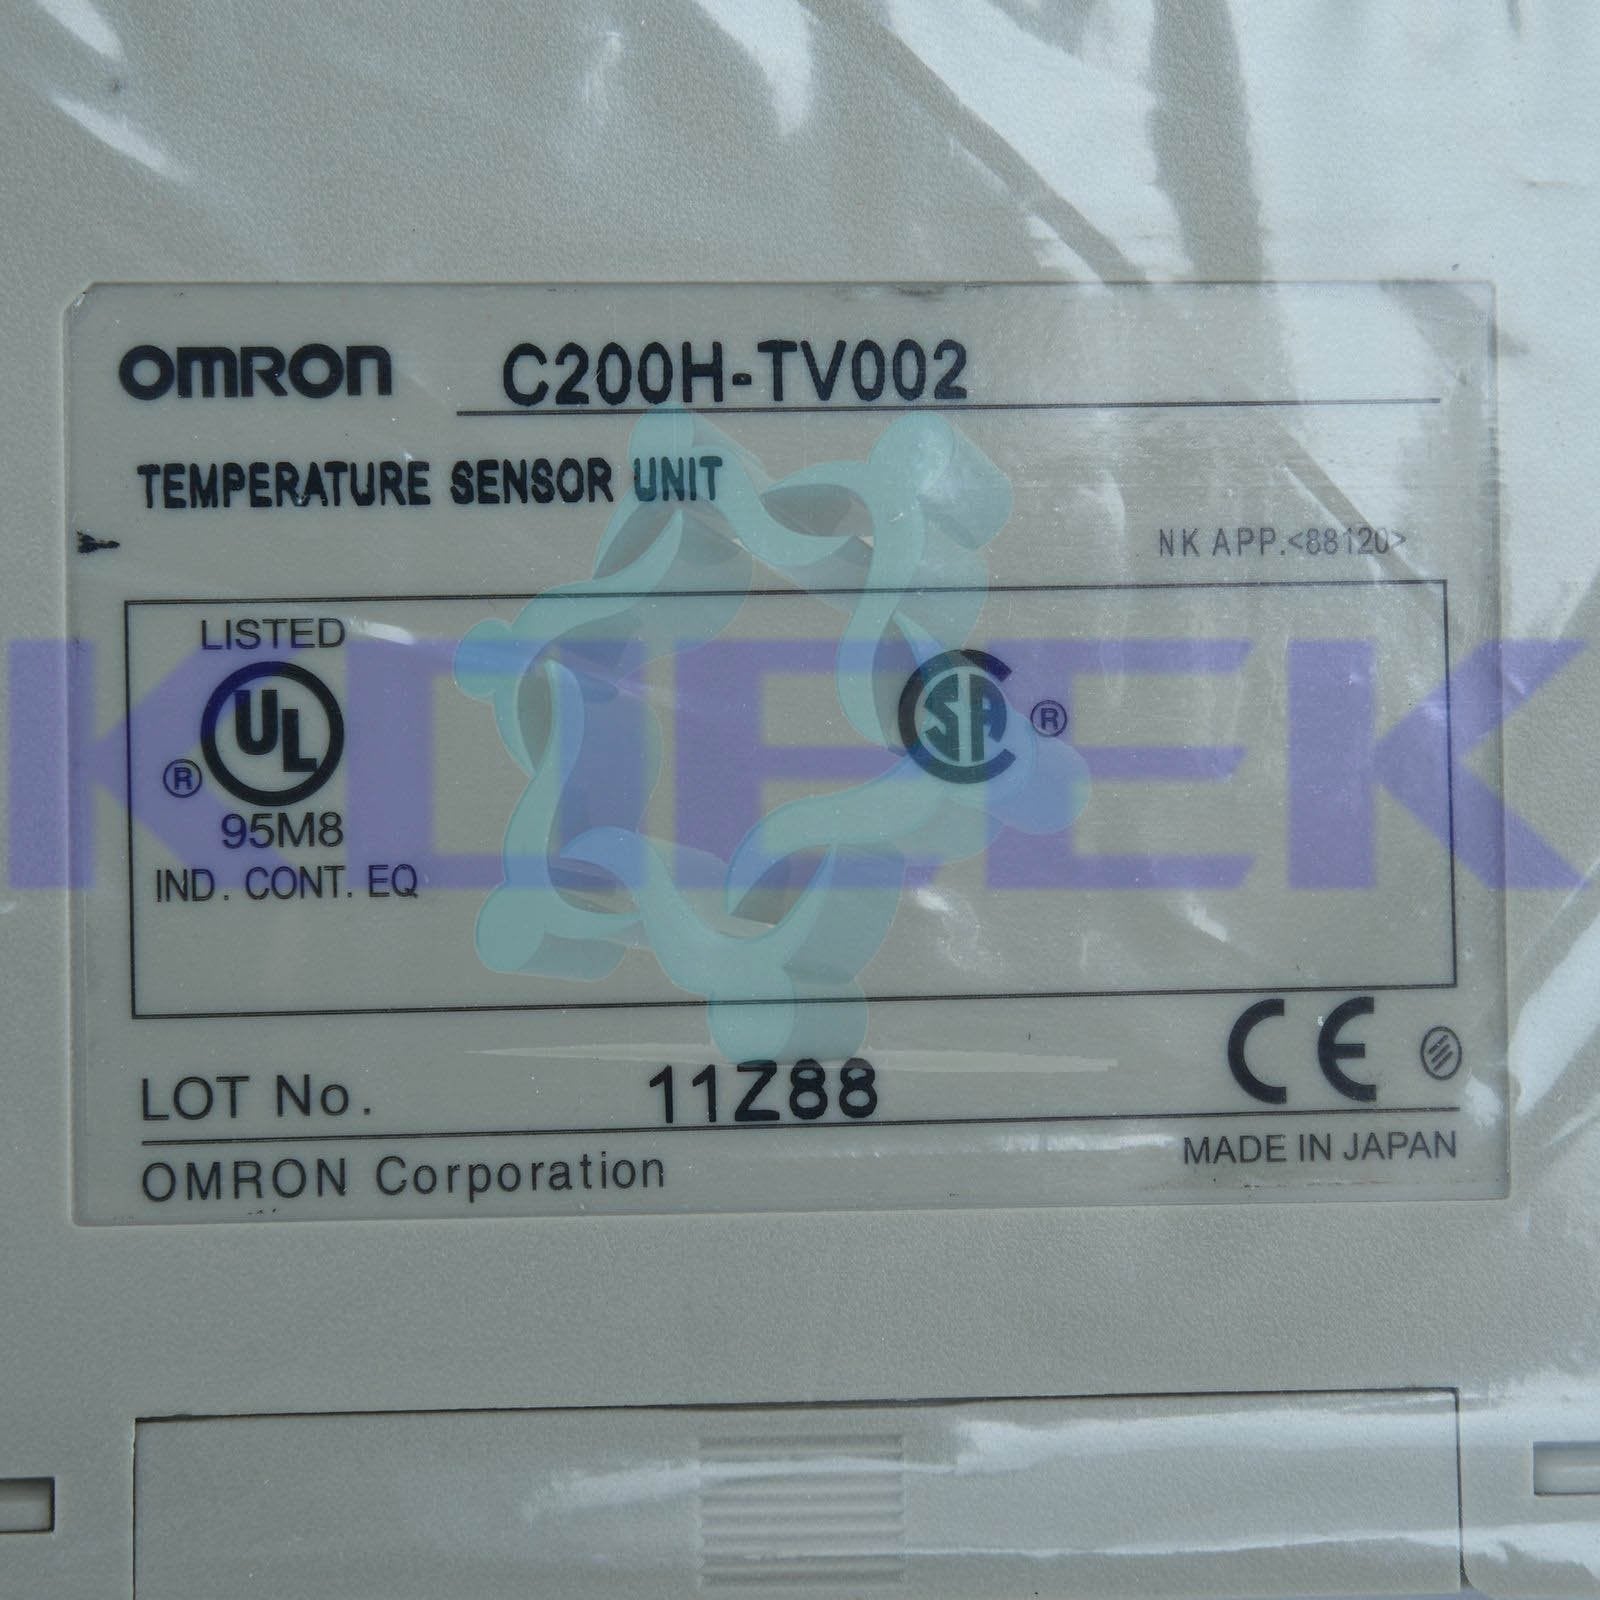 OMRON C200H-TV002
TEMPERATURE SENSOR UNIT
NK APP.<88120>
LISTED
UL
®
95M8
IND. CONT. EQ
SA ®
KOEEK
LOT No. 11Z88
CE
OMRON Corporation
MADE IN JAPAN